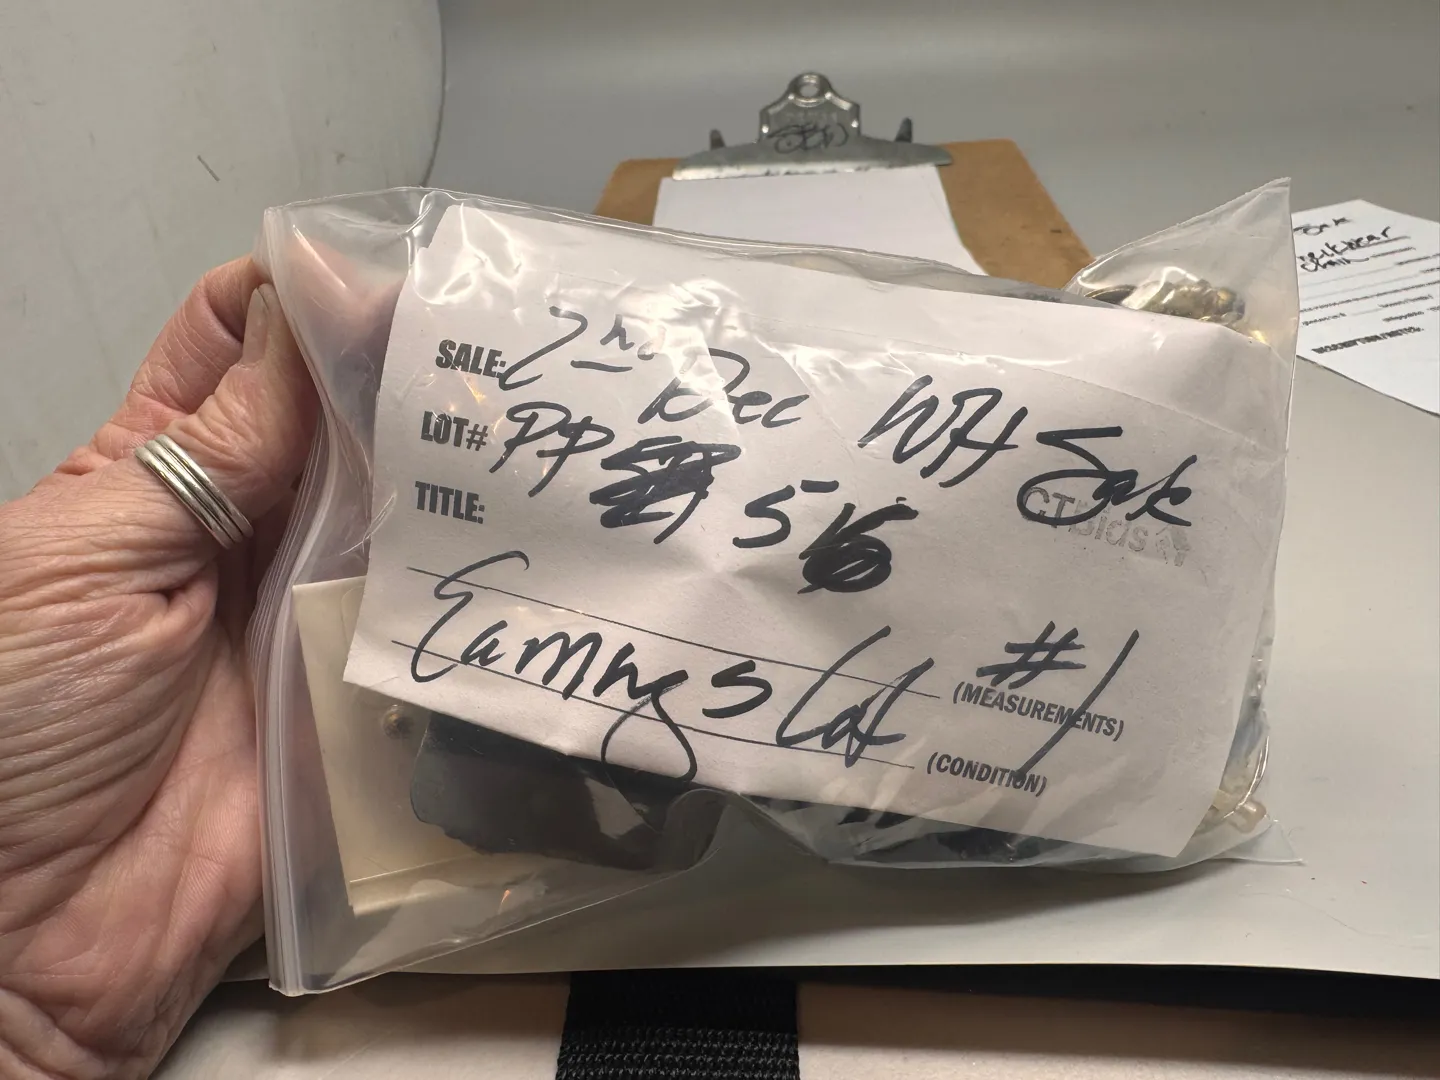 SALE: 2nd Dec WH Sale
CTBids
LOT# PP 5
TITLE:
Earrings Lot #1
(MEASUREMENTS)
(CONDITION)